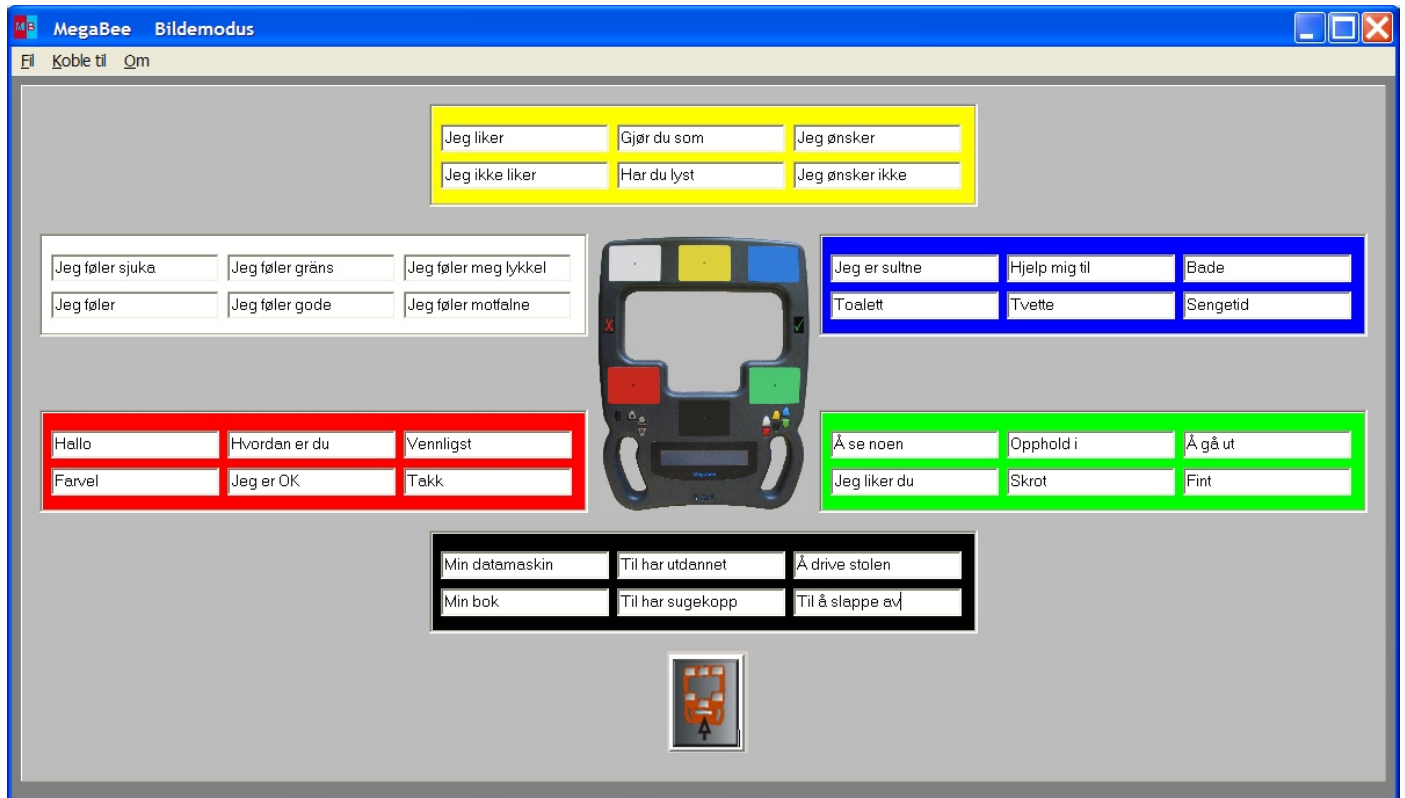 MB MegaBee Bildemodus
Fil Koble til Om
Jeg liker Gjør du som Jeg ønsker
Jeg ikke liker Har du lyst Jeg ønsker ikke
Jeg føler sjuka Jeg føler gräns Jeg føler meg lykkel
Jeg føler Jeg føler gode Jeg føler motfalne
Jeg er sultne Hjelp mig til Bade
Toalett Tvette Sengetid
Hallo Hvordan er du Vennligst
Farvel Jeg er OK Takk
MegaBee
Å se noen Opphold i Å gå ut
Jeg liker du Skrot Fint
Min datamaskin Til har utdannet Å drive stolen
Min bok Til har sugekopp Til å slappe av